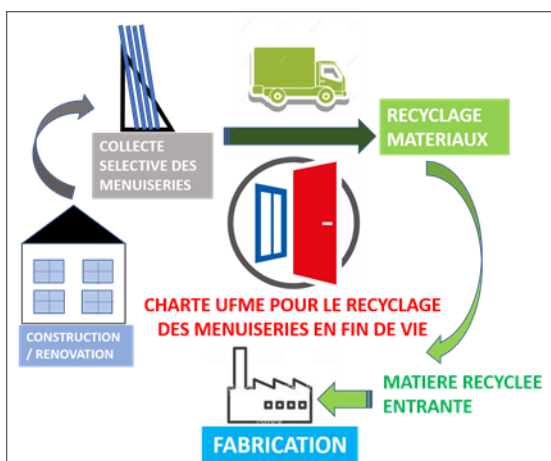 COLLECTE
SELECTIVE DES
MENUISERIES
RECYCLAGE
MATERIAUX
CONSTRUCTION
/ RENOVATION
CHARTE UFME POUR LE RECYCLAGE
DES MENUISERIES EN FIN DE VIE
MATIERE RECYCLEE
ENTRANTE
FABRICATION